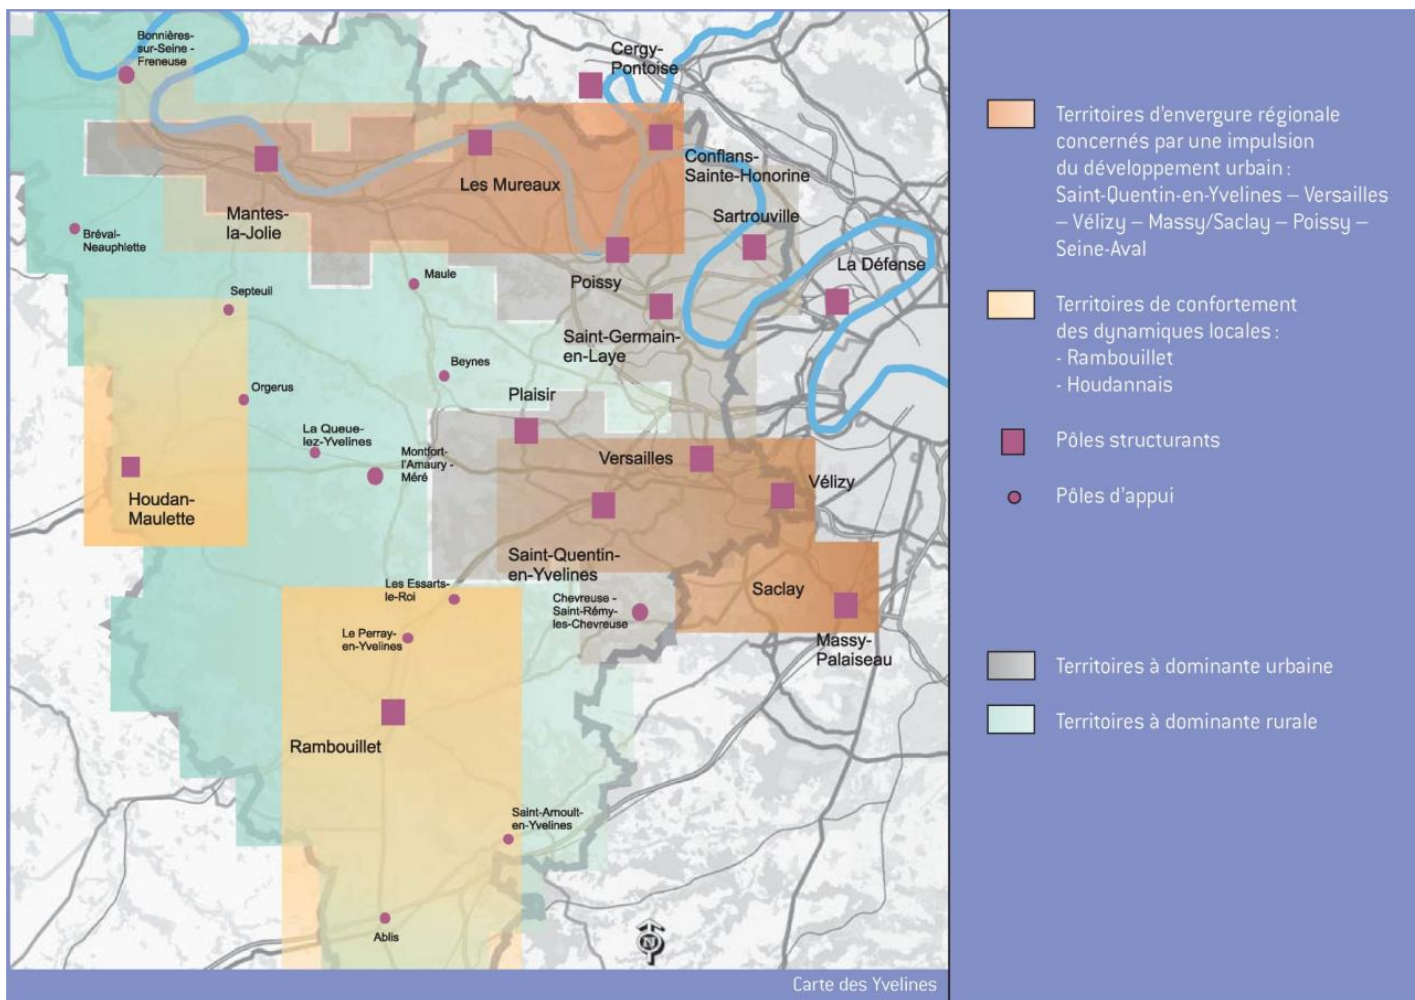 Bonnières-
sur-Seine -
Freneuse
Cergy-
Pontoise
Conflans-
Sainte-Honorine
Les Mureaux
Mantes-
la-Jolie
Sartrouville
Bréval-
Neauphlette
La Défense
Maule
Poissy
Septeuil
Saint-Germain-
en-Laye
Beynes
Orgerus
Plaisir
La Queue-
lez-Yvelines
Montfort-
l'Amaury -
Méré
Versailles
Vélizy
Houdan-
Maulette
Saint-Quentin-
en-Yvelines
Les Essarts-
le-Roi
Chevreuse -
Saint-Rémy-
les-Chevreuse
Saclay
Le Perray-
en-Yvelines
Massy-
Palaiseau
Rambouillet
Saint-Arnoult-
en-Yvelines
Ablis
N
Carte des Yvelines
Territoires d'envergure régionale
concernés par une impulsion
du développement urbain :
Saint-Quentin-en-Yvelines – Versailles
– Vélizy – Massy/Saclay – Poissy –
Seine-Aval
Territoires de confortement
des dynamiques locales :
- Rambouillet
- Houdannais
Pôles structurants
Pôles d'appui
Territoires à dominante urbaine
Territoires à dominante rurale